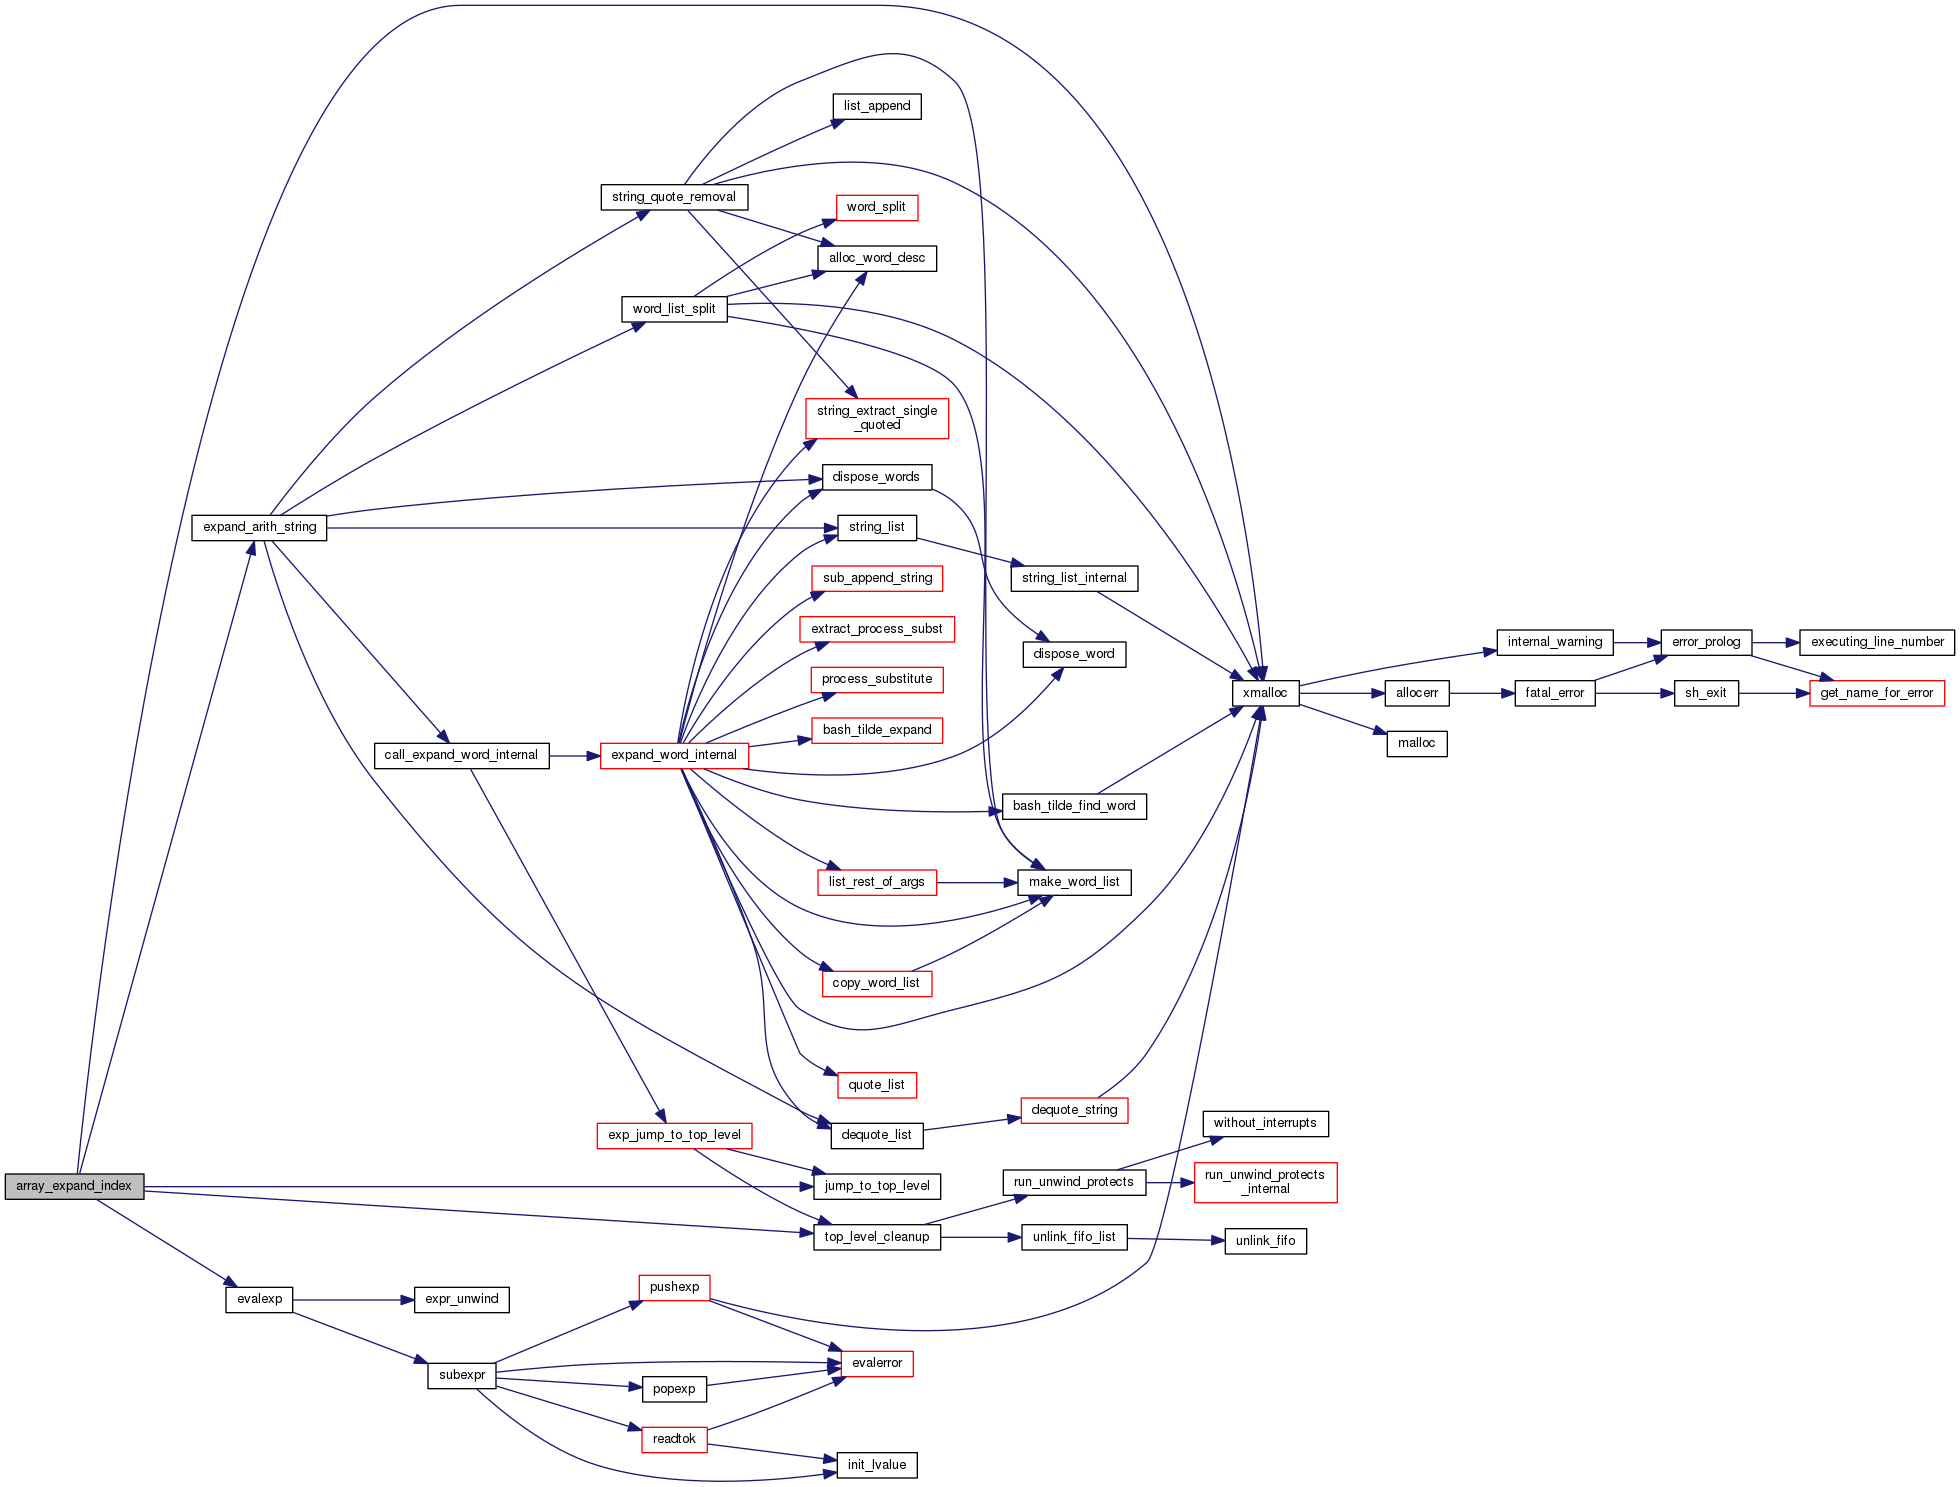 list_append
string_quote_removal
word_split
alloc_word_desc
word_list_split
string_extract_single
_quoted
dispose_words
expand_arith_string
string_list
sub_append_string
string_list_internal
extract_process_subst
internal_warning
error_prolog
executing_line_number
dispose_word
process_substitute
xmalloc
allocerr
fatal_error
sh_exit
get_name_for_error
bash_tilde_expand
malloc
call_expand_word_internal
expand_word_internal
bash_tilde_find_word
list_rest_of_args
make_word_list
copy_word_list
quote_list
dequote_string
without_interrupts
exp_jump_to_top_level
dequote_list
array_expand_index
jump_to_top_level
run_unwind_protects
run_unwind_protects
_internal
top_level_cleanup
unlink_fifo_list
unlink_fifo
pushexp
evalexp
expr_unwind
evalerror
subexpr
popexp
readtok
init_lvalue